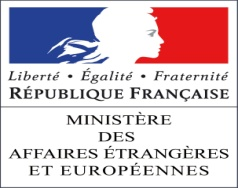 Liberté • Égalité • Fraternité
RÉPUBLIQUE FRANÇAISE
MINISTÈRE
DES
AFFAIRES ÉTRANGÈRES
ET EUROPÉENNES